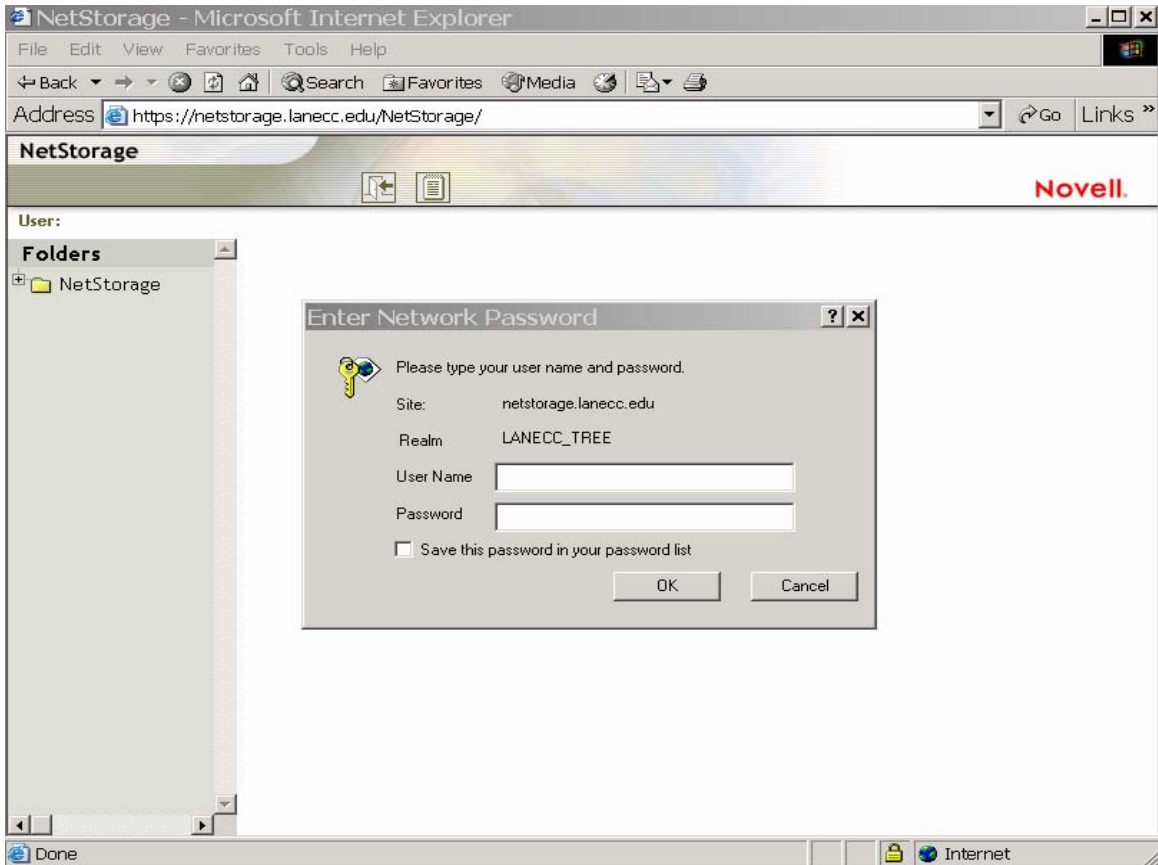 NetStorage - Microsoft Internet Explorer
File Edit View Favorites Tools Help
Back Search Favorites Media
Address https://netstorage.lanecc.edu/NetStorage/ Go Links »
NetStorage
Novell.
User:
Folders
NetStorage
Enter Network Password
Please type your user name and password.
Site: netstorage.lanecc.edu
Realm LANECC_TREE
User Name
Password
Save this password in your password list
OK Cancel
Done Internet